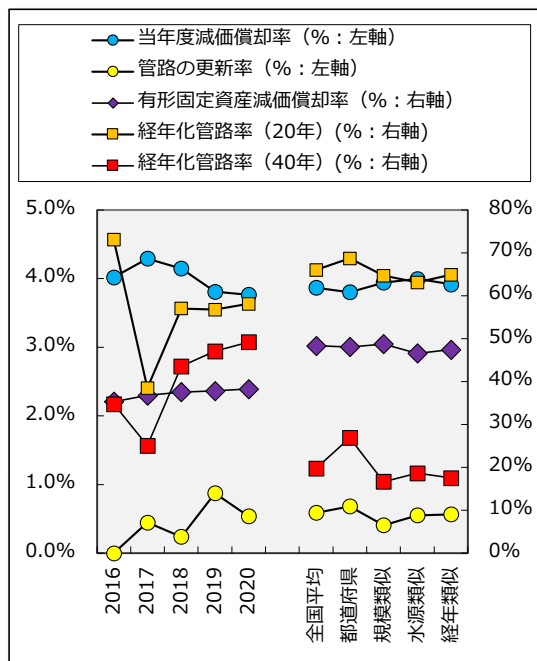 当年度減価償却率（%：左軸）
管路の更新率（%：左軸）
有形固定資産減価償却率（%：右軸）
経年化管路率（20年）(%：右軸)
経年化管路率（40年）(%：右軸)
5.0%
4.0%
3.0%
2.0%
1.0%
0.0%
80%
70%
60%
50%
40%
30%
20%
10%
0%
2016
2017
2018
2019
2020
全国平均
都道府県
規模類似
水源類似
経年類似